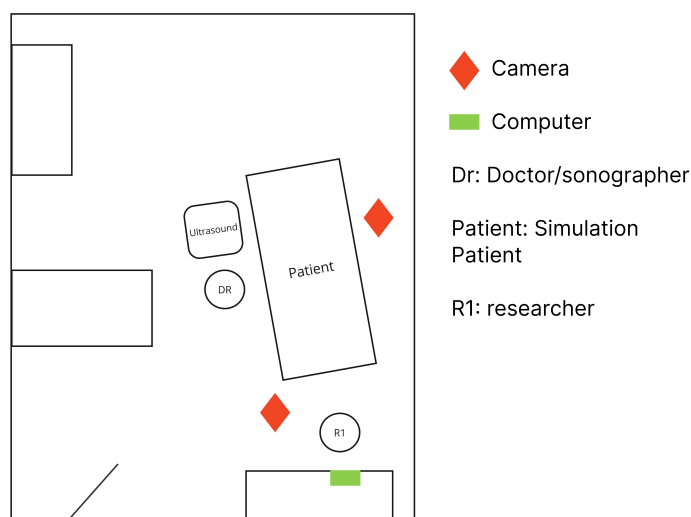 Camera
Computer
Dr: Doctor/sonographer
Patient: Simulation
Patient
R1: researcher
Ultrasound
DR
Patient
R1